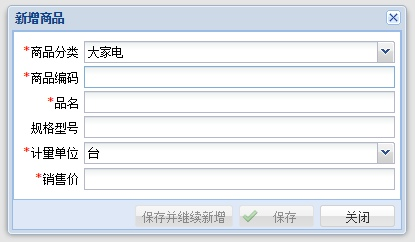 新增商品
*商品分类 大家电
*商品编码
*品名
规格型号
*计量单位 台
*销售价
保存并继续新增 保存 关闭